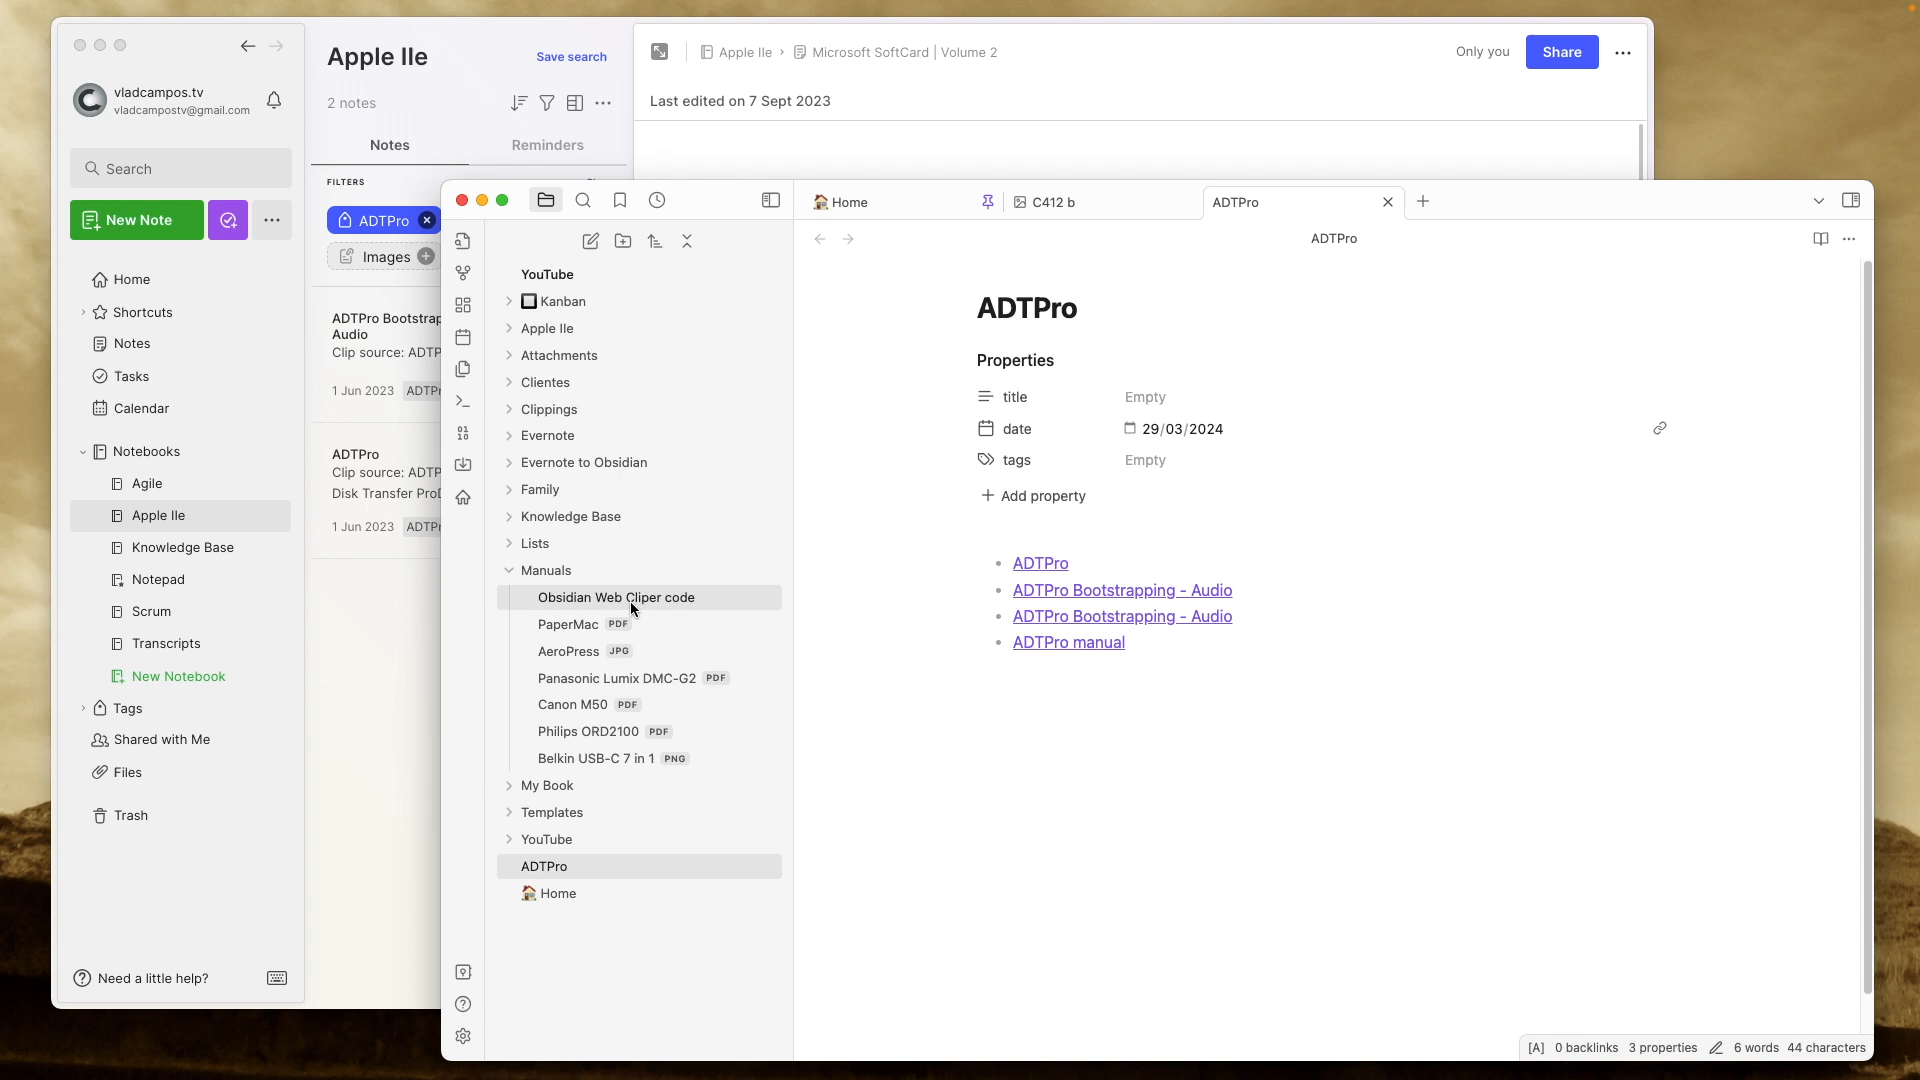 vladcampos.tv
vladcampostv@gmail.com
Search
New Note
Home
Shortcuts
Notes
Tasks
Calendar
Notebooks
Agile
Apple IIe
Knowledge Base
Notepad
Scrum
Transcripts
New Notebook
Tags
Shared with Me
Files
Trash
Need a little help?
Apple IIe
Save search
2 notes
Notes
Reminders
FILTERS
ADTPro
Images
ADTPro Bootstrap
Audio
Clip source: ADTP
1 Jun 2023 ADTPr
ADTPro
Clip source: ADTP
Disk Transfer ProD
1 Jun 2023 ADTPr
Apple IIe › Microsoft SoftCard | Volume 2
Only you
Share
Last edited on 7 Sept 2023
YouTube
Kanban
Apple IIe
Attachments
Clientes
Clippings
Evernote
Evernote to Obsidian
Family
Knowledge Base
Lists
Manuals
Obsidian Web Cliper code
PaperMac PDF
AeroPress JPG
Panasonic Lumix DMC-G2 PDF
Canon M50 PDF
Philips ORD2100 PDF
Belkin USB-C 7 in 1 PNG
My Book
Templates
YouTube
ADTPro
Home
Home
C412 b
ADTPro
ADTPro
ADTPro
Properties
title Empty
date 29/03/2024
tags Empty
Add property
ADTPro
ADTPro Bootstrapping - Audio
ADTPro Bootstrapping - Audio
ADTPro manual
[A] 0 backlinks 3 properties 6 words 44 characters